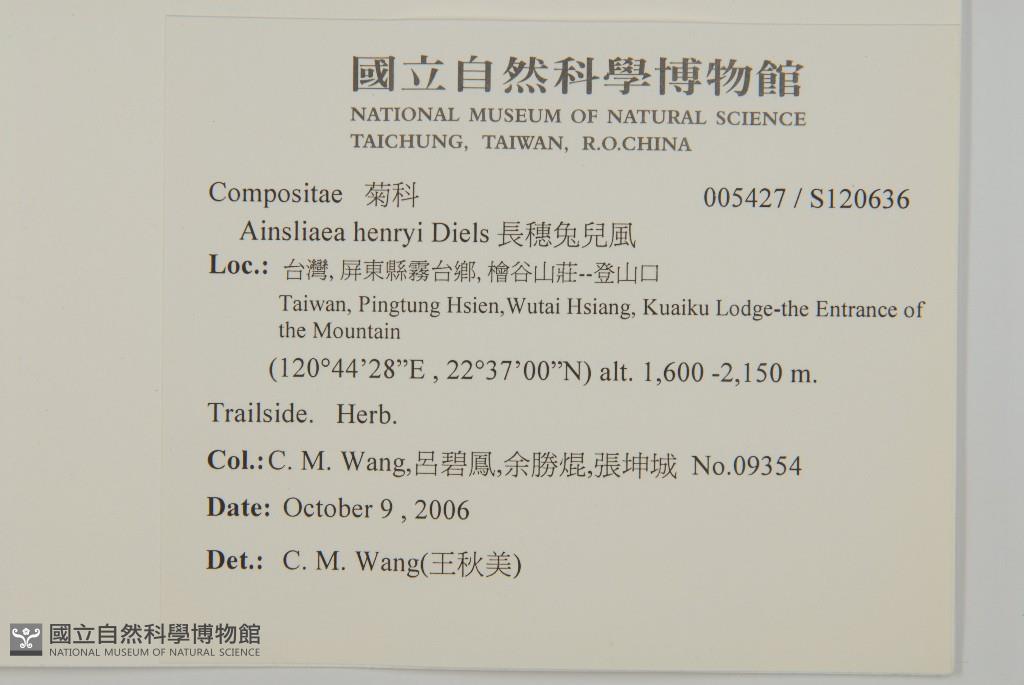 國立自然科學博物館
NATIONAL MUSEUM OF NATURAL SCIENCE
TAICHUNG, TAIWAN, R.O.CHINA
Compositae 菊科 005427 / S120636
Ainsliaea henryi Diels 長穗兔兒風
Loc.: 台灣, 屏東縣霧台鄉, 檜谷山莊--登山口
Taiwan, Pingtung Hsien,Wutai Hsiang, Kuaiku Lodge-the Entrance of
the Mountain
(120°44’28”E , 22°37’00”N) alt. 1,600 -2,150 m.
Trailside. Herb.
Col.: C. M. Wang,呂碧鳳,余勝焜,張坤城 No.09354
Date: October 9 , 2006
Det.: C. M. Wang(王秋美)
國立自然科學博物館
NATIONAL MUSEUM OF NATURAL SCIENCE